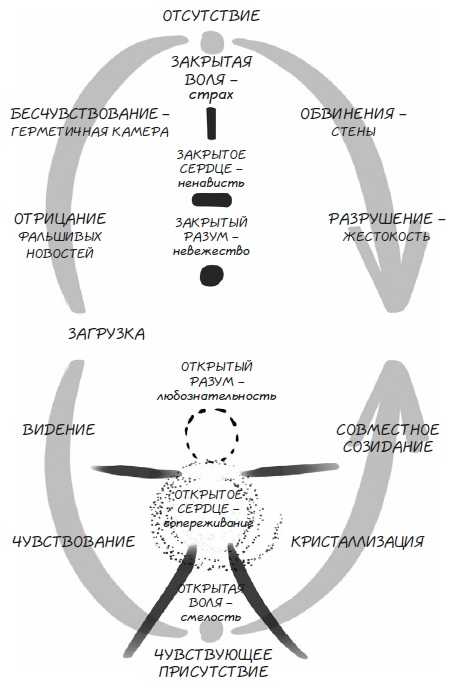 ОТСУТСТВИЕ
ЗАКРЫТАЯ
ВОЛЯ –
страх
БЕСЧУВСТВОВАНИЕ –
ГЕРМЕТИЧНАЯ КАМЕРА
ОБВИНЕНИЯ –
СТЕНЫ
ЗАКРЫТОЕ
СЕРДЦЕ –
ненависть
ОТРИЦАНИЕ
ФАЛЬШИВЫХ
НОВОСТЕЙ
ЗАКРЫТЫЙ
РАЗУМ –
невежество
РАЗРУШЕНИЕ –
ЖЕСТОКОСТЬ
ЗАГРУЗКА
ОТКРЫТЫЙ
РАЗУМ –
любознательность
ВИДЕНИЕ
СОВМЕСТНОЕ
СОЗИДАНИЕ
ОТКРЫТОЕ
СЕРДЦЕ –
сопереживание
ЧУВСТВОВАНИЕ
КРИСТАЛЛИЗАЦИЯ
ОТКРЫТАЯ
ВОЛЯ –
смелость
ЧУВСТВУЮЩЕЕ
ПРИСУТСТВИЕ